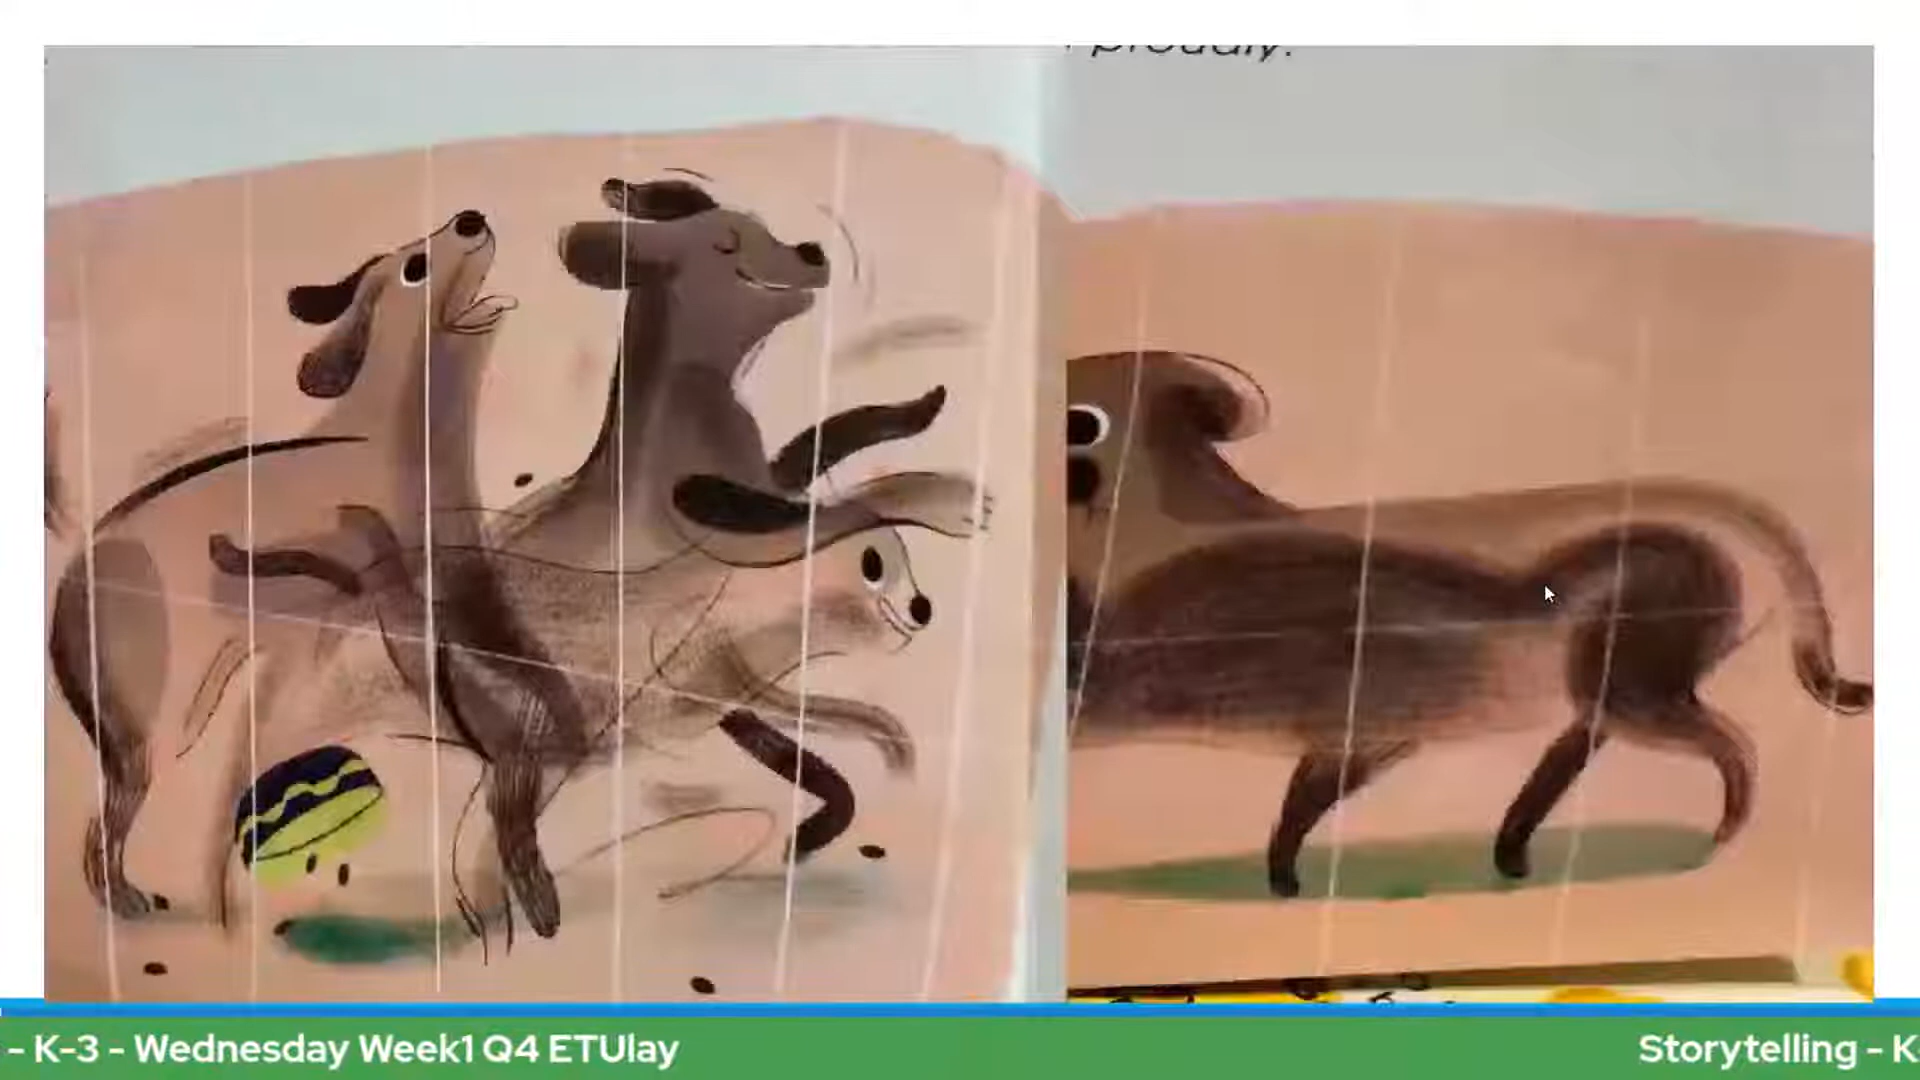 proudly.
- K-3 - Wednesday Week1 Q4 ETUlay
Storytelling - K